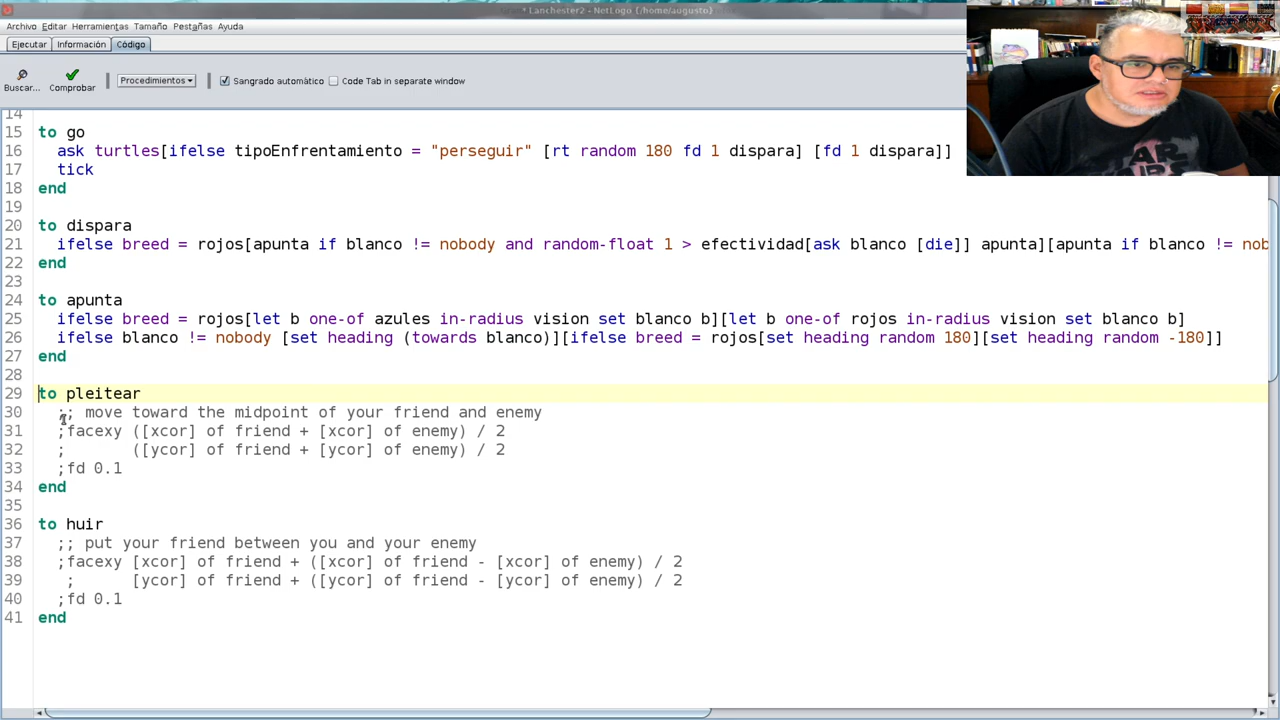 * Lanchester2 - NetLogo {/home/augusto}
Archivo Editar Herramientas Tamaño Pestañas Ayuda
Ejecutar Información Código
Buscar... Comprobar Procedimientos Sangrado automático Code Tab in separate window
14
15 to go
16 ask turtles[ifelse tipoEnfrentamiento = "perseguir" [rt random 180 fd 1 dispara] [fd 1 dispara]]
17 tick
18 end
19
20 to dispara
21 ifelse breed = rojos[apunta if blanco != nobody and random-float 1 > efectividad[ask blanco [die]] apunta][apunta if blanco != nob
22 end
23
24 to apunta
25 ifelse breed = rojos[let b one-of azules in-radius vision set blanco b][let b one-of rojos in-radius vision set blanco b]
26 ifelse blanco != nobody [set heading (towards blanco)][ifelse breed = rojos[set heading random 180][set heading random -180]]
27 end
28
29 to pleitear
30 ;; move toward the midpoint of your friend and enemy
31 ;facexy ([xcor] of friend + [xcor] of enemy) / 2
32 ; ([ycor] of friend + [ycor] of enemy) / 2
33 ;fd 0.1
34 end
35
36 to huir
37 ;; put your friend between you and your enemy
38 ;facexy [xcor] of friend + ([xcor] of friend - [xcor] of enemy) / 2
39 ; [ycor] of friend + ([ycor] of friend - [ycor] of enemy) / 2
40 ;fd 0.1
41 end